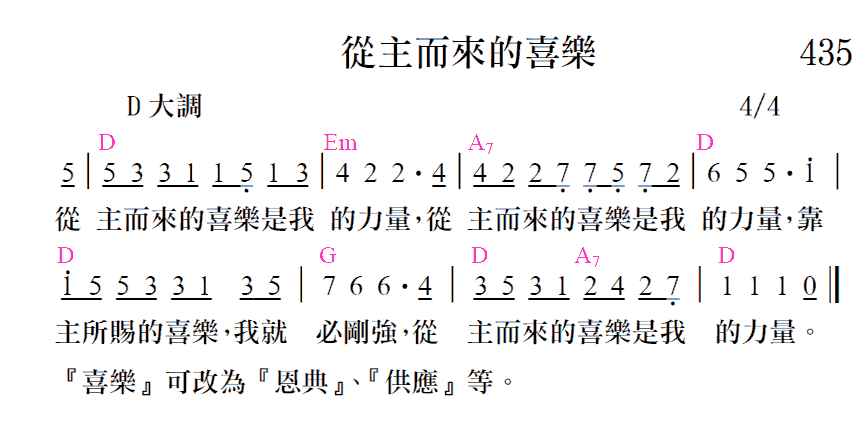 從主而來的喜樂 435
D 大調 4/4
D Em A7 D
5 | 5 3 3 1 1 5̣ 1 3 | 4 2 2 · 4 | 4 2 2 7̣ 7̣ 5̣ 7̣ 2 | 6 5 5 · i |
從 主而來的喜樂是我 的力量，從 主而來的喜樂是我 的力量，靠
D G D A7 D
i 5 5 3 3 1 3 5 | 7 6 6 · 4 | 3 5 3 1 2 4 2 7̣ | 1 1 1 0 ‖
主所賜的喜樂，我就 必剛強，從 主而來的喜樂是我 的力量。
『喜樂』可改為『恩典』、『供應』等。